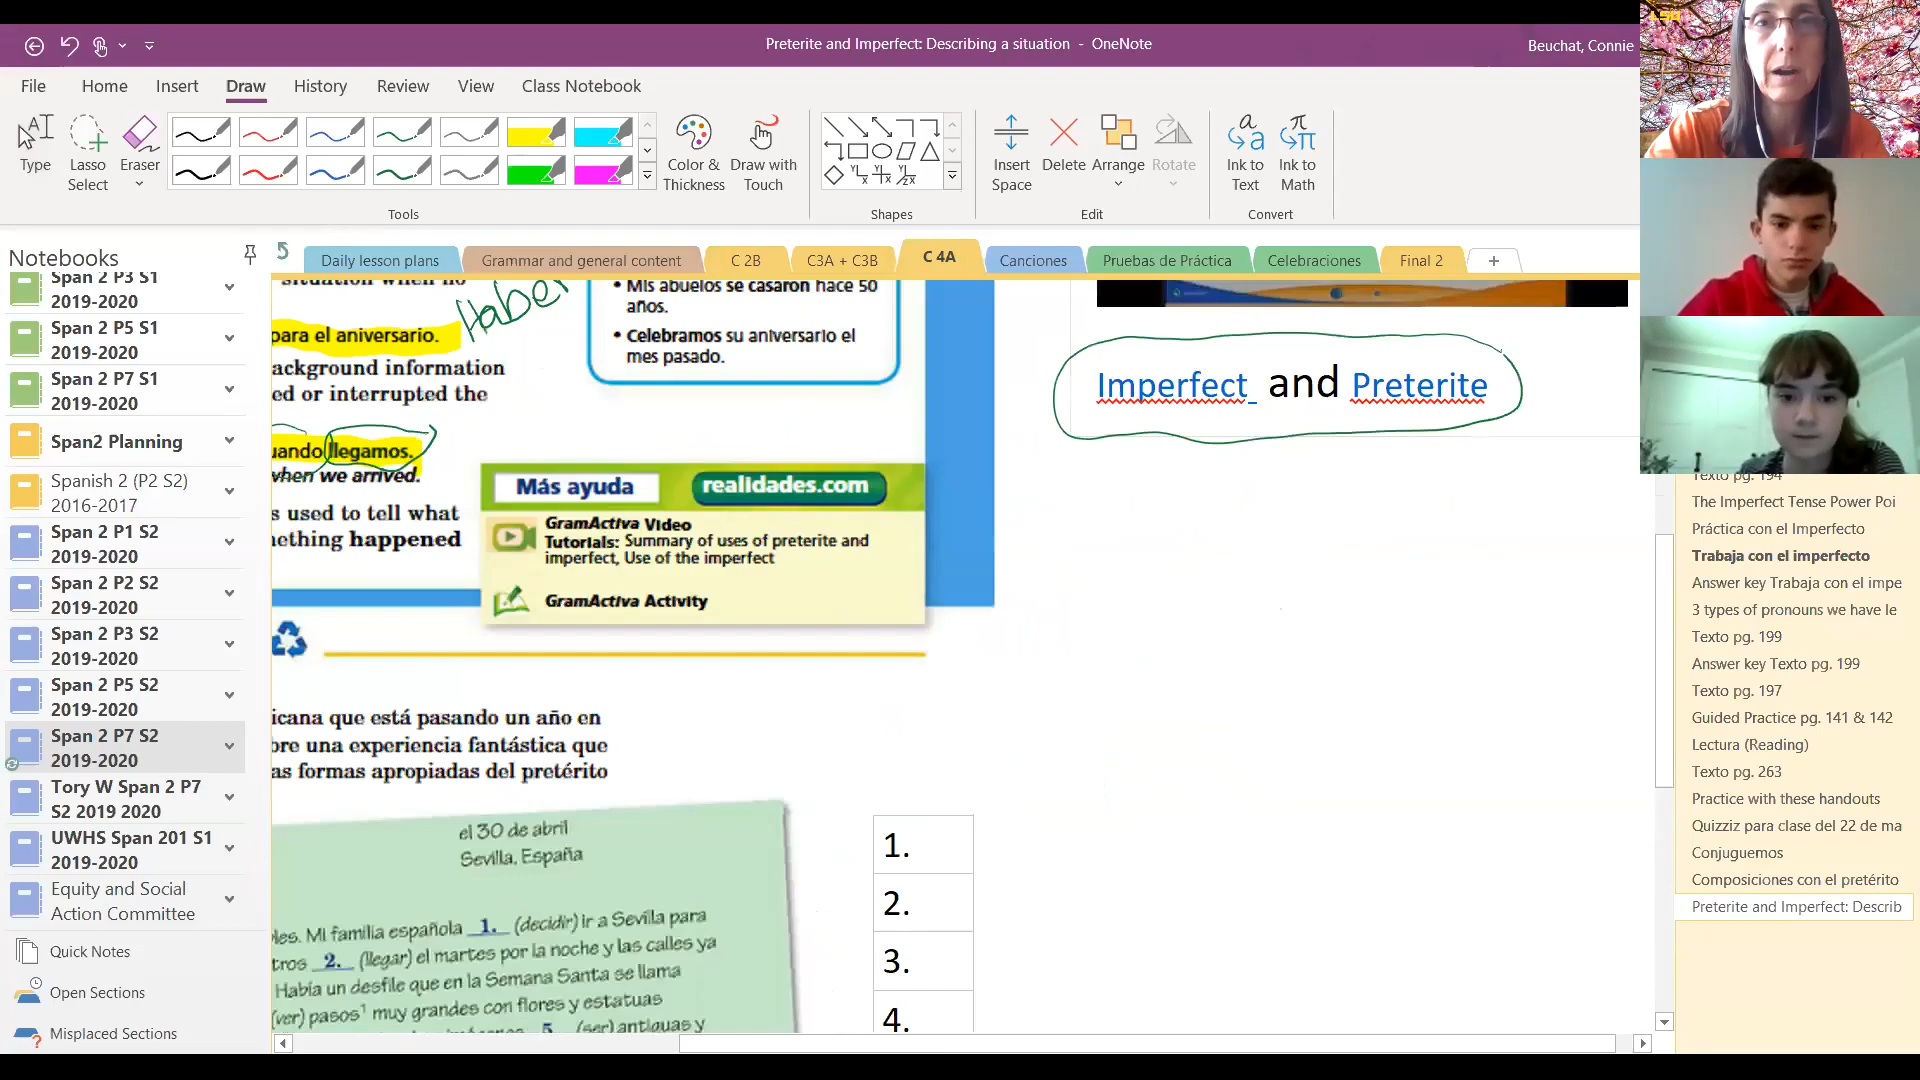 Preterite and Imperfect: Describing a situation - OneNote
Beuchat, Connie
File Home Insert Draw History Review View Class Notebook
Type
Lasso Select
Eraser
Color & Thickness
Draw with Touch
Insert Space
Delete
Arrange
Rotate
Ink to Text
Ink to Math
Tools
Shapes
Edit
Convert
Notebooks
Daily lesson plans
Grammar and general content
C 2B
C3A + C3B
C 4A
Canciones
Pruebas de Práctica
Celebraciones
Final 2
Span 2 P3 S1
2019-2020
Span 2 P5 S1
2019-2020
Span 2 P7 S1
2019-2020
Span2 Planning
Spanish 2 (P2 S2)
2016-2017
Span 2 P1 S2
2019-2020
Span 2 P2 S2
2019-2020
Span 2 P3 S2
2019-2020
Span 2 P5 S2
2019-2020
Span 2 P7 S2
2019-2020
Tory W Span 2 P7
S2 2019 2020
UWHS Span 201 S1
2019-2020
Equity and Social
Action Committee
Quick Notes
Open Sections
Misplaced Sections
situation when no
Haber
para el aniversario.
ackground information
ed or interrupted the
uando llegamos.
when we arrived.
s used to tell what
nething happened
• Mis abuelos se casaron hace 50
años.
• Celebramos su aniversario el
mes pasado.
Más ayuda
realidades.com
GramActiva Video
Tutorials: Summary of uses of preterite and
imperfect, Use of the imperfect
GramActiva Activity
Imperfect and Preterite
icana que está pasando un año en
bre una experiencia fantástica que
as formas apropiadas del pretérito
el 30 de abril
Sevilla, España
les. Mi familia española 1. (decidir) ir a Sevilla para
tros 2. (llegar) el martes por la noche y las calles ya
Había un desfile que en la Semana Santa se llama
(ver) pasos¹ muy grandes con flores y estatuas
5. (ser) antiguas y
1.
2.
3.
4.
Texto pg. 194
The Imperfect Tense Power Poi
Práctica con el Imperfecto
Trabaja con el imperfecto
Answer key Trabaja con el impe
3 types of pronouns we have le
Texto pg. 199
Answer key Texto pg. 199
Texto pg. 197
Guided Practice pg. 141 & 142
Lectura (Reading)
Texto pg. 263
Practice with these handouts
Quizziz para clase del 22 de ma
Conjuguemos
Composiciones con el pretérito
Preterite and Imperfect: Describ